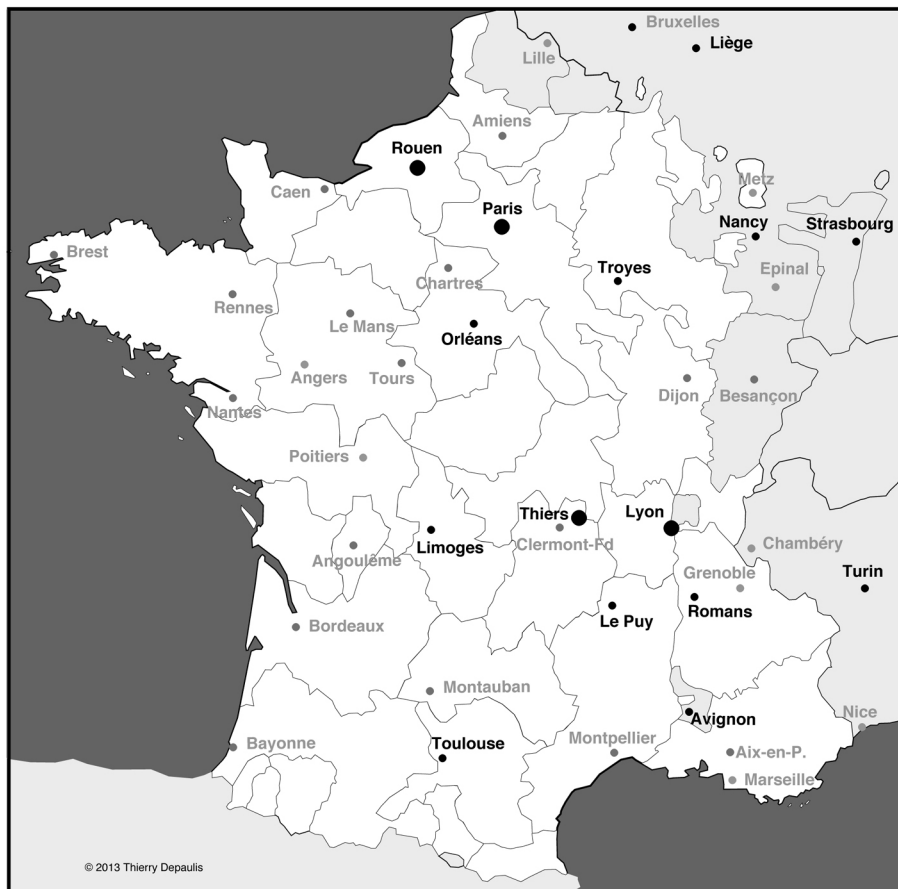 Bruxelles
Liège
Lille
Amiens
Rouen
Metz
Caen
Paris
Nancy
Strasbourg
Brest
Chartres
Troyes
Epinal
Rennes
Le Mans
Orléans
Angers
Tours
Dijon
Besançon
Nantes
Poitiers
Thiers
Lyon
Limoges
Clermont-Fd
Chambéry
Angoulême
Grenoble
Turin
Romans
Le Puy
Bordeaux
Montauban
Avignon
Nice
Bayonne
Toulouse
Montpellier
Aix-en-P.
Marseille
© 2013 Thierry Depaulis